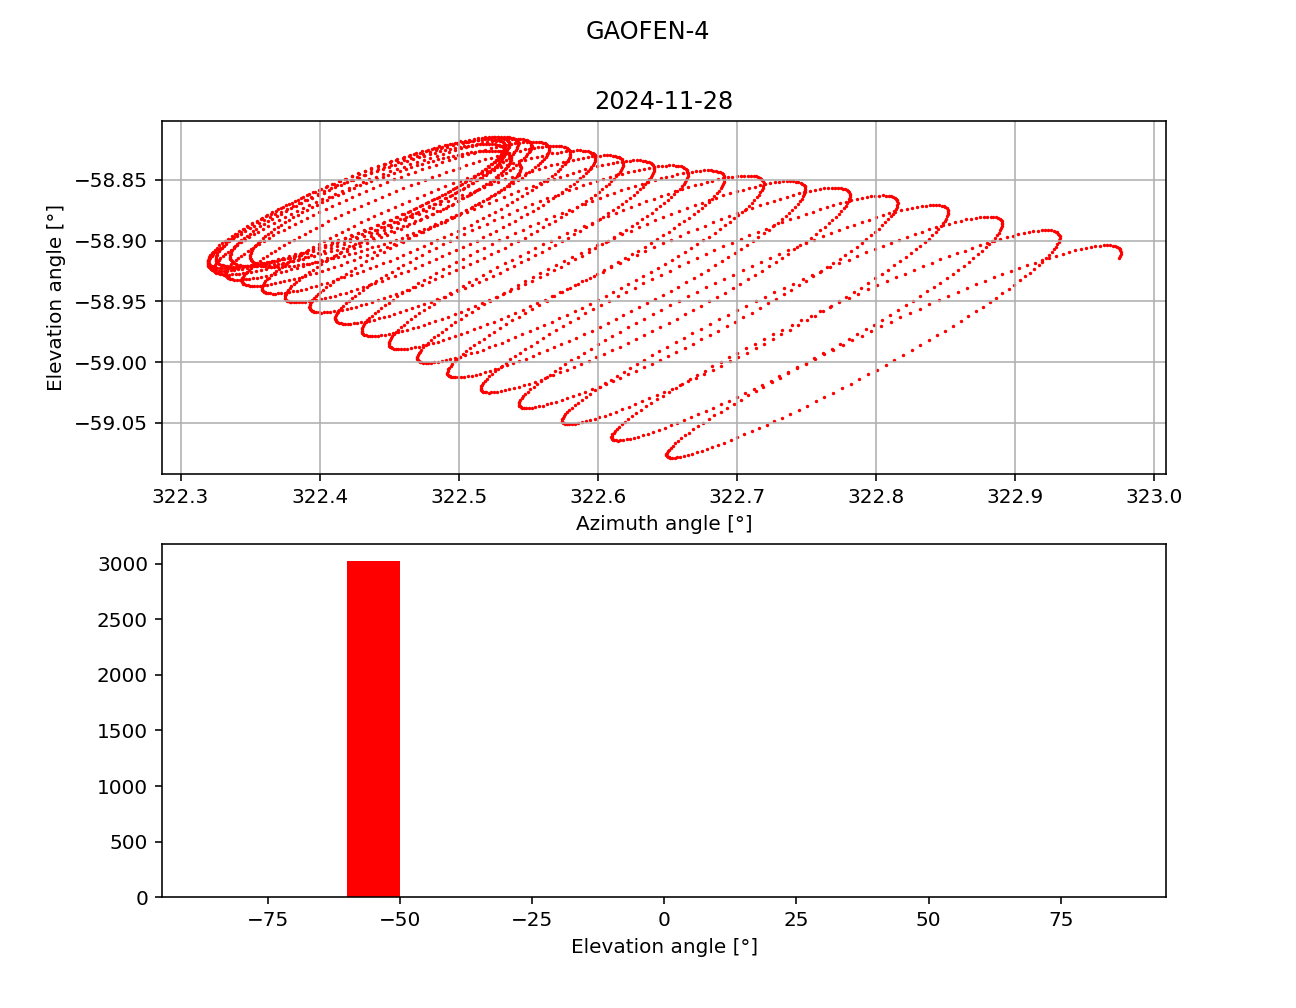 GAOFEN-4
2024-11-28
−58.85
−58.90
−58.95
−59.00
−59.05
Elevation angle [°]
322.3 322.4 322.5 322.6 322.7 322.8 322.9 323.0
Azimuth angle [°]
3000
2500
2000
1500
1000
500
0
−75 −50 −25 0 25 50 75
Elevation angle [°]